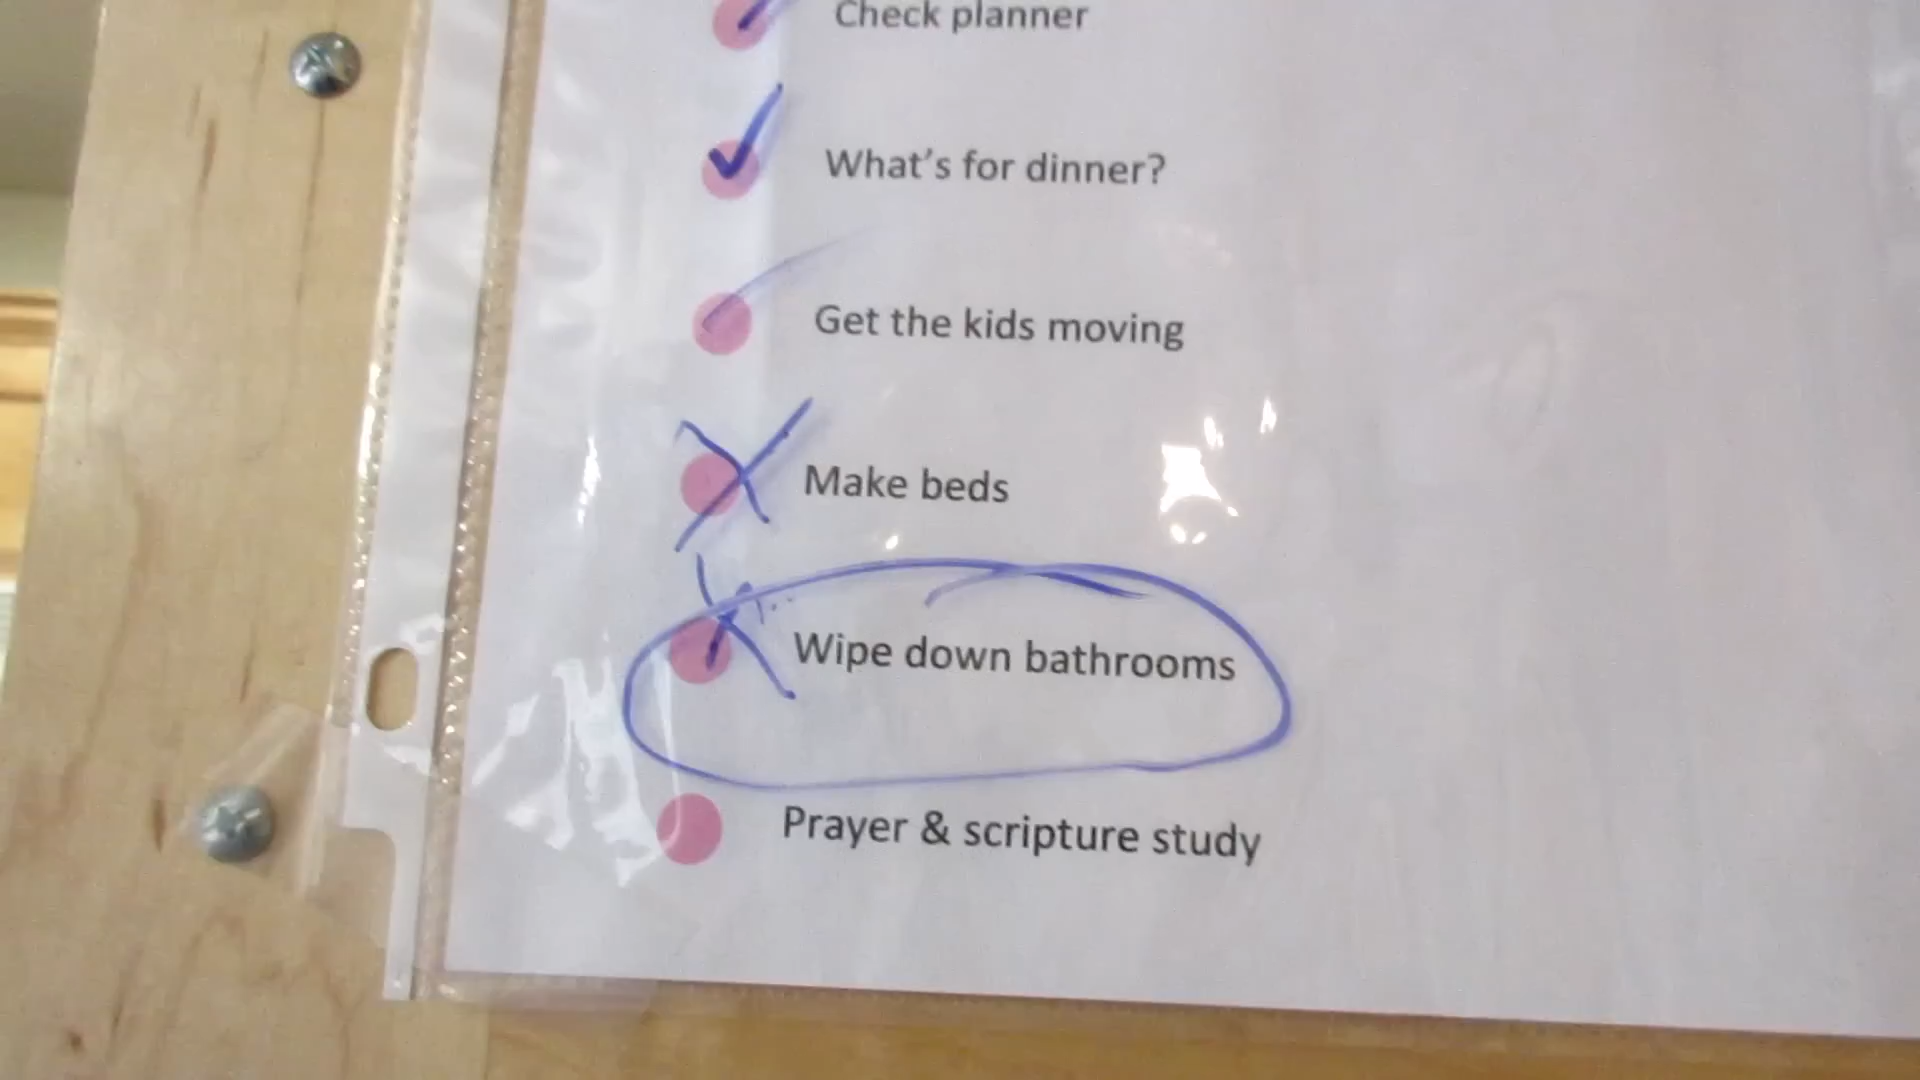 Check planner
What's for dinner?
Get the kids moving
Make beds
Wipe down bathrooms
Prayer & scripture study